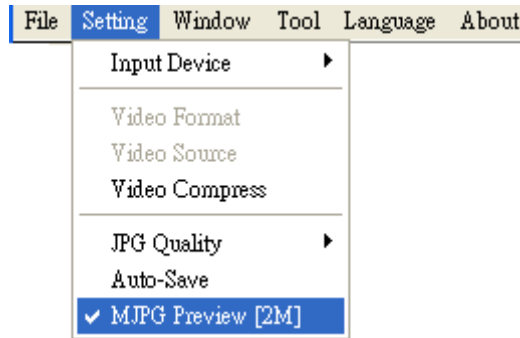 File Setting Window Tool Language About
Input Device
Video Format
Video Source
Video Compress
JPG Quality
Auto-Save
MJPG Preview [2M]